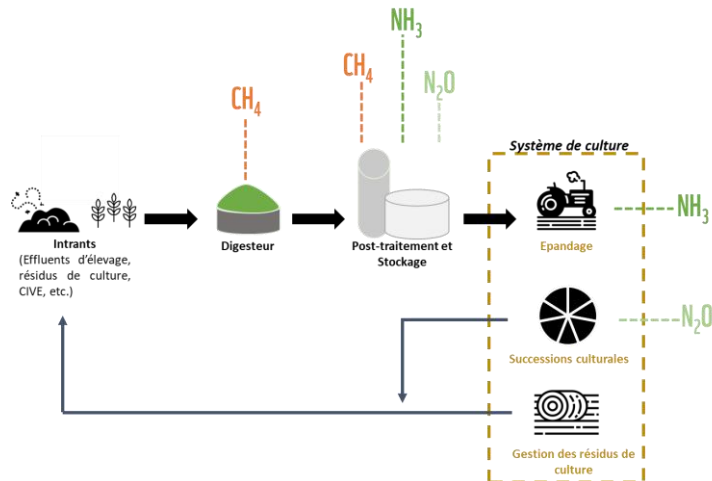 NH₃
CH₄
N₂O
CH₄
Système de culture
NH₃
Intrants
(Effluents d'élevage,
résidus de culture,
CIVE, etc.)
Digesteur
Post-traitement et
Stockage
Epandage
N₂O
Successions culturales
Gestion des résidus de
culture